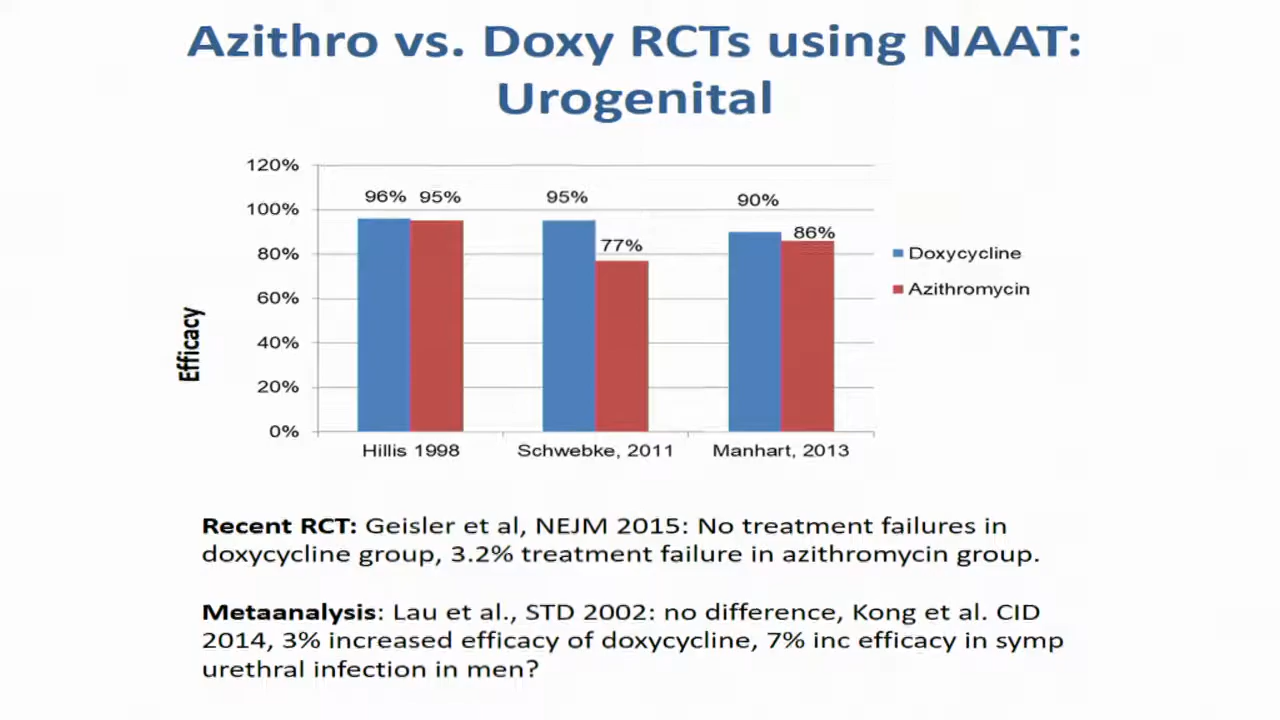 Azithro vs. Doxy RCTs using NAAT:
Urogenital
120%
100%
80%
60%
40%
20%
0%
Efficacy
96% 95%
95%
77%
90%
86%
Hillis 1998
Schwebke, 2011
Manhart, 2013
Doxycycline
Azithromycin
Recent RCT: Geisler et al, NEJM 2015: No treatment failures in
doxycycline group, 3.2% treatment failure in azithromycin group.
Metaanalysis: Lau et al., STD 2002: no difference, Kong et al. CID
2014, 3% increased efficacy of doxycycline, 7% inc efficacy in symp
urethral infection in men?